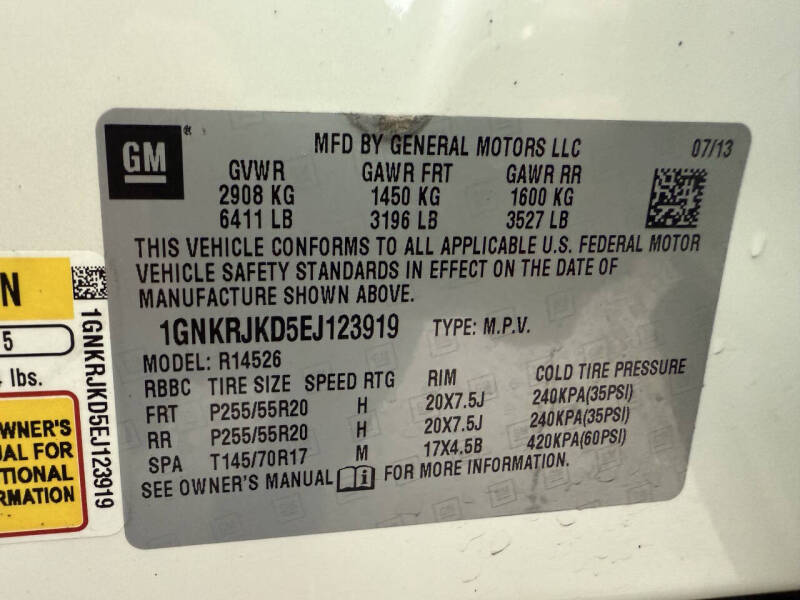 GM
MFD BY GENERAL MOTORS LLC 07/13
GVWR GAWR FRT GAWR RR
2908 KG 1450 KG 1600 KG
6411 LB 3196 LB 3527 LB
THIS VEHICLE CONFORMS TO ALL APPLICABLE U.S. FEDERAL MOTOR
VEHICLE SAFETY STANDARDS IN EFFECT ON THE DATE OF
MANUFACTURE SHOWN ABOVE.
1GNKRJKD5EJ123919 TYPE: M.P.V.
MODEL: R14526
RBBC TIRE SIZE SPEED RTG RIM COLD TIRE PRESSURE
FRT P255/55R20 H 20X7.5J 240KPA(35PSI)
RR P255/55R20 H 20X7.5J 240KPA(35PSI)
SPA T145/70R17 M 17X4.5B 420KPA(60PSI)
SEE OWNER'S MANUAL FOR MORE INFORMATION.
N
5
lbs.
OWNER'S
UAL FOR
TIONAL
RMATION
1GNKRJKD5EJ123919